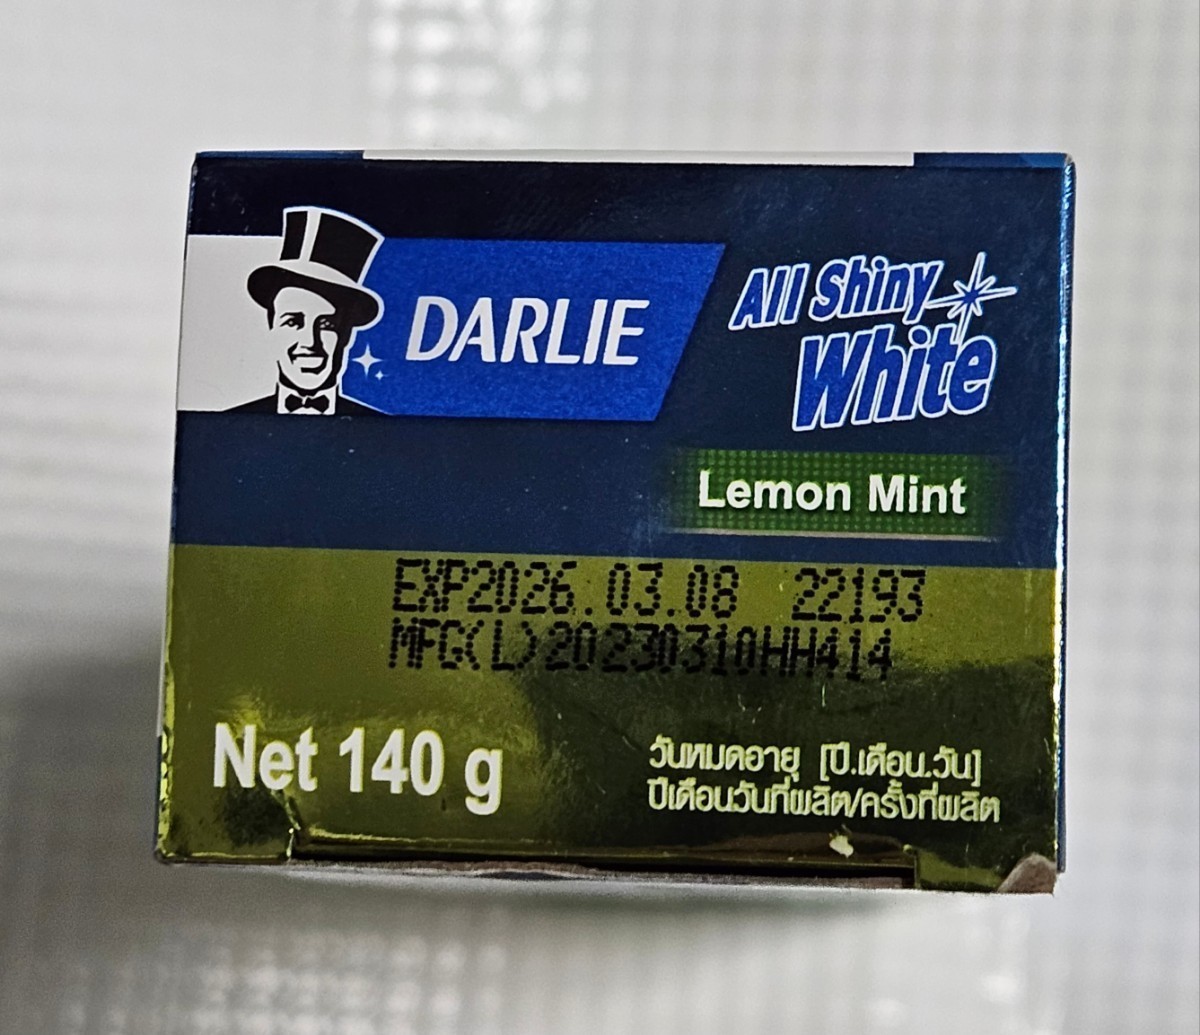 DARLIE
All Shiny
White
Lemon Mint
EXP2026.03.08 22193
MFG(L)20230310HH414
Net 140 g
วันหมดอายุ [ปี.เดือน.วัน]
ปีเดือนวันที่ผลิต/ครั้งที่ผลิต